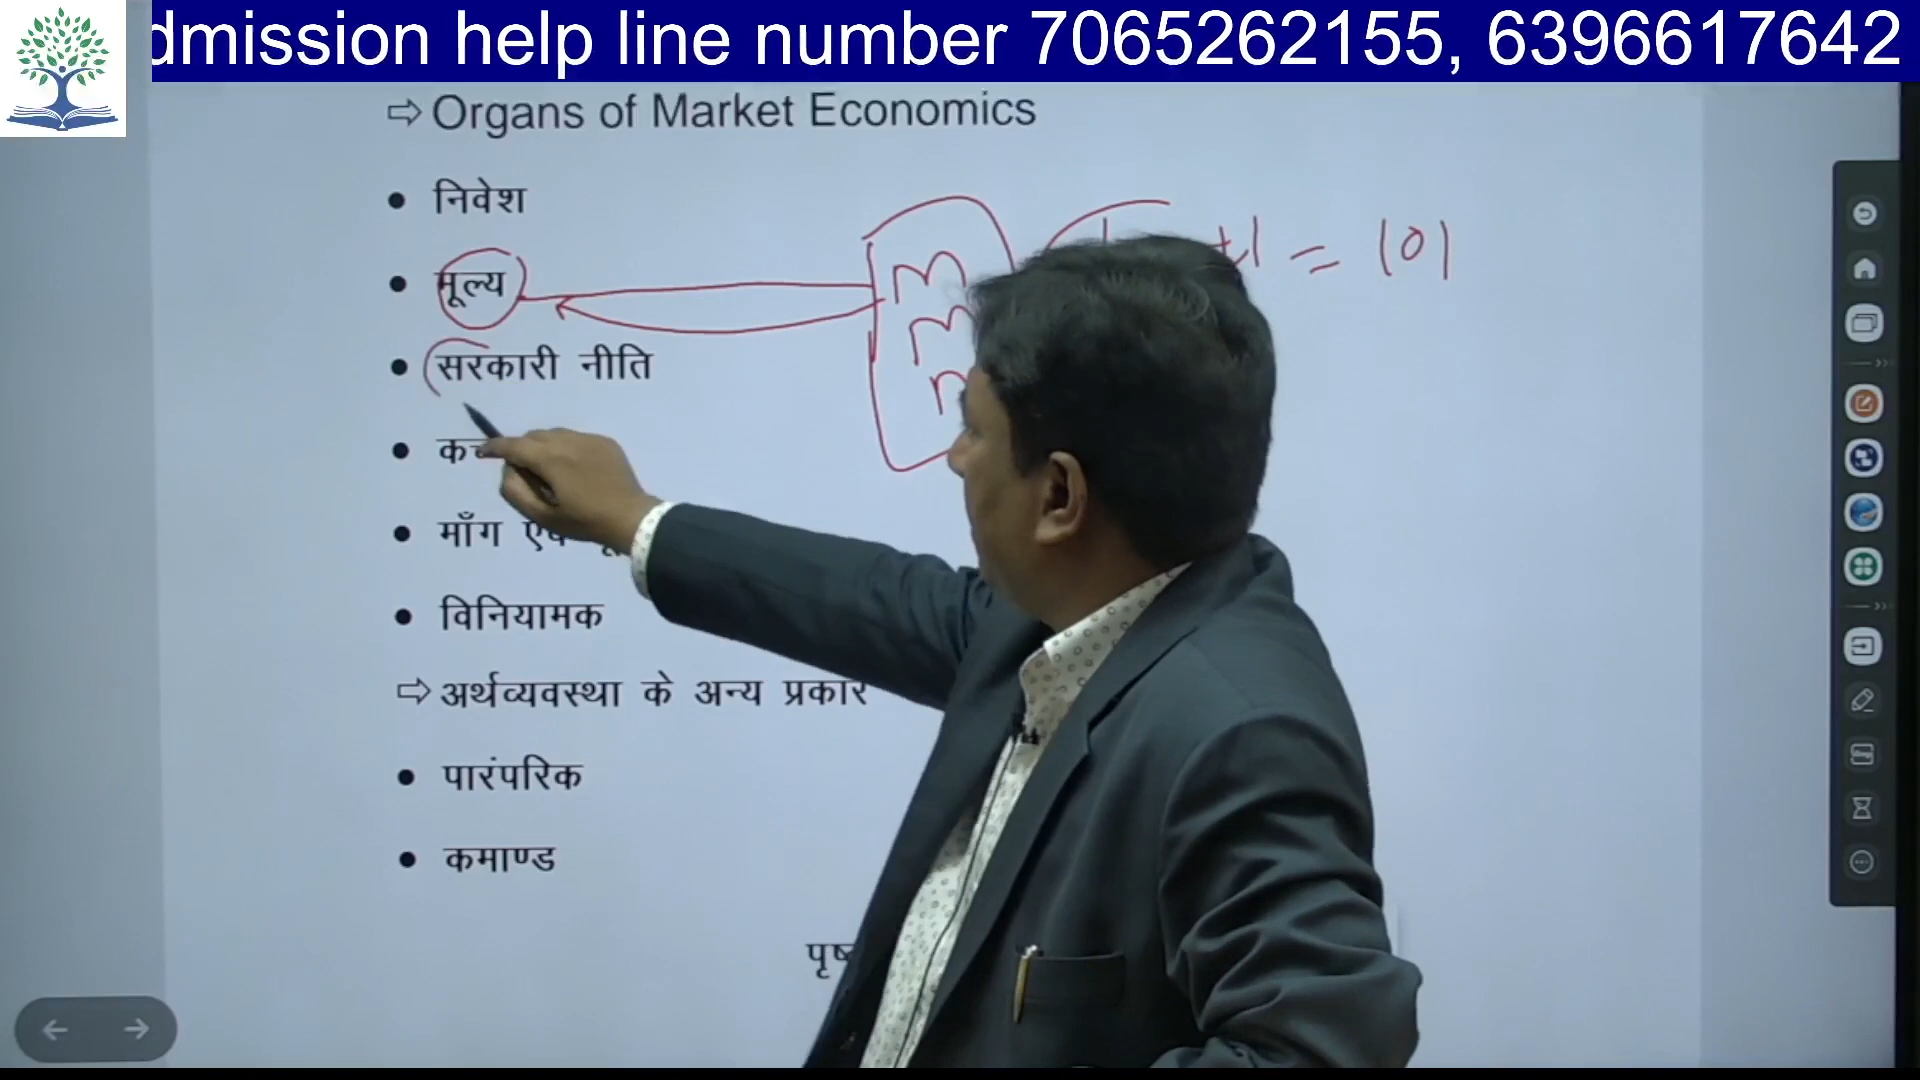 dmission help line number 7065262155, 6396617642
⇨ Organs of Market Economics
• निवेश
• मूल्य
= 101
• सरकारी नीति
• माँग
• विनियामक
⇨ अर्थव्यवस्था के अन्य प्रकार
• पारंपरिक
• कमाण्ड